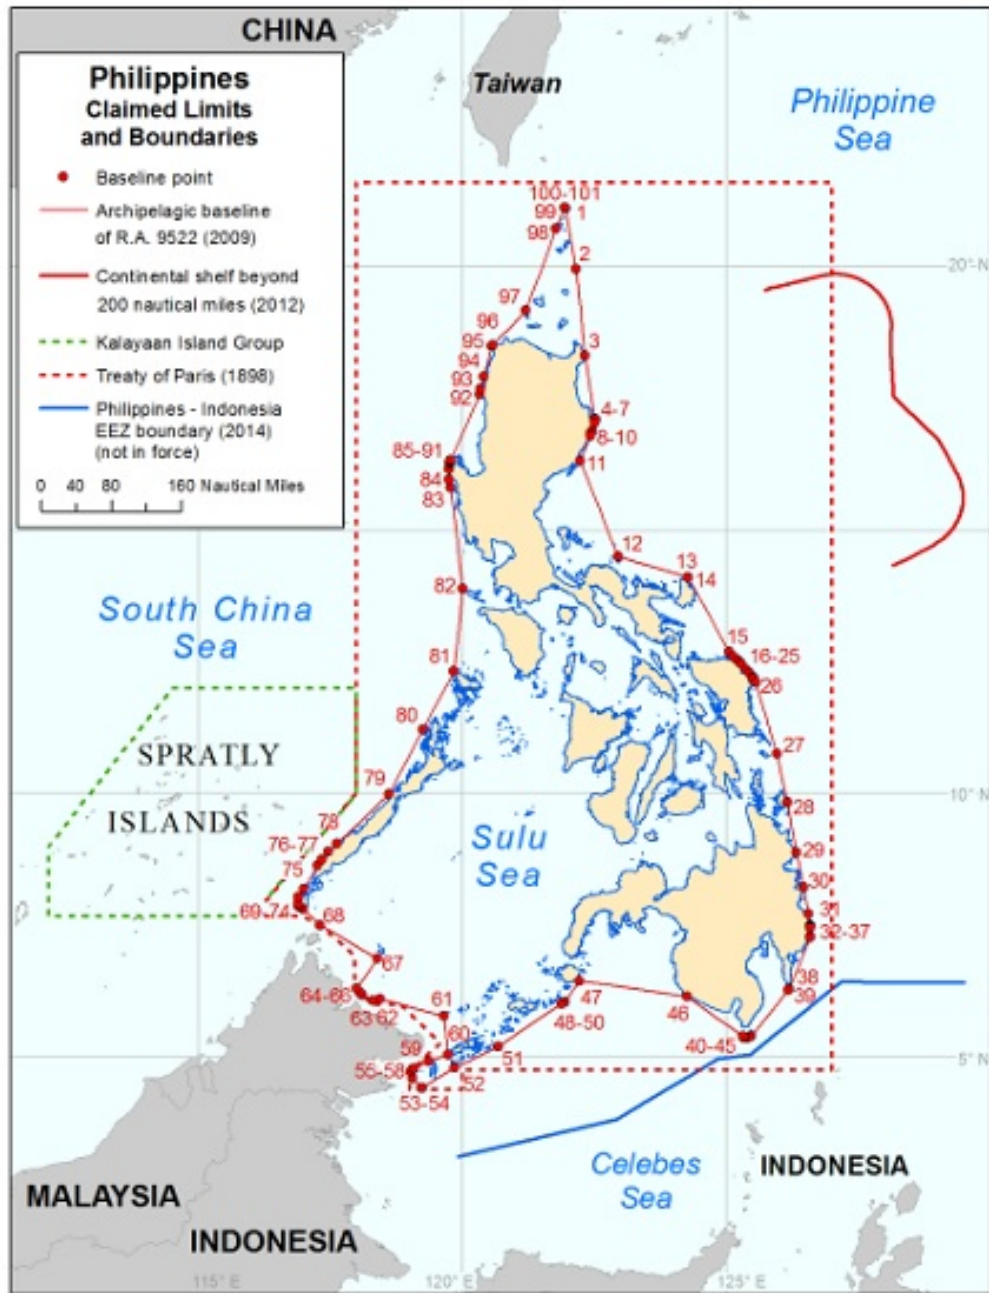 CHINA
Philippines
Claimed Limits
and Boundaries
Baseline point
Archipelagic baseline
of R.A. 9522 (2009)
Continental shelf beyond
200 nautical miles (2012)
Kalayaan Island Group
Treaty of Paris (1898)
Philippines - Indonesia
EEZ boundary (2014)
(not in force)
0 40 80 160 Nautical Miles
Taiwan
Philippine
Sea
100-101
99
1
98
2
20° N
97
96
95
3
94
93
92
4-7
8-10
85-91
11
84
83
12
13
14
82
South China
Sea
15
16-25
26
81
80
27
SPRATLY
79
28
10° N
ISLANDS
78
Sulu
Sea
76-77
29
75
30
69-74
31
68
32-37
67
38
39
64-66
63
62
61
47
46
48-50
40-45
60
59
51
5° N
55-58
52
53-54
Celebes
Sea
INDONESIA
MALAYSIA
INDONESIA
115° E
120° E
125° E